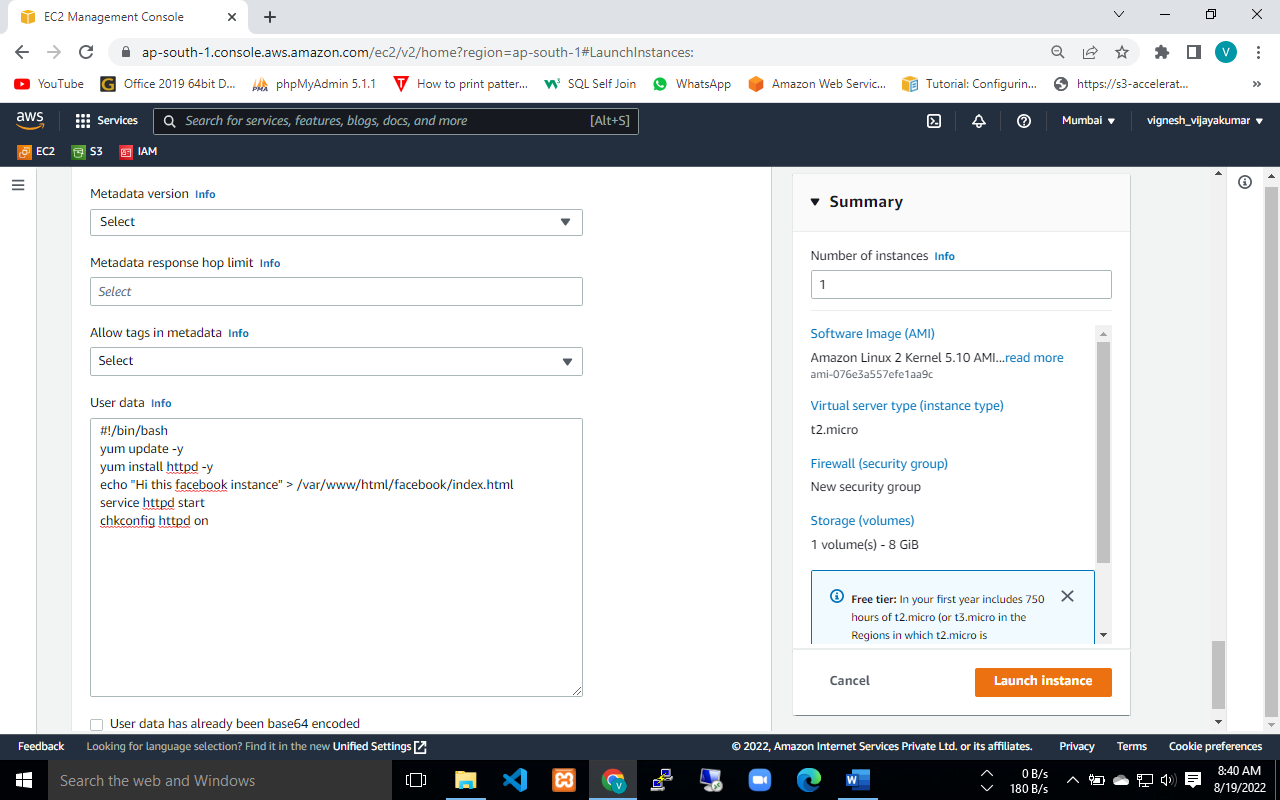 EC2 Management Console
ap-south-1.console.aws.amazon.com/ec2/v2/home?region=ap-south-1#LaunchInstances:
V
YouTube
Office 2019 64bit D...
phpMyAdmin 5.1.1
How to print patter...
SQL Self Join
WhatsApp
Amazon Web Servic...
Tutorial: Configurin...
https://s3-accelerat...
»
aws
Services
Search for services, features, blogs, docs, and more
[Alt+S]
Mumbai
vignesh_vijayakumar
EC2
S3
IAM
Metadata version Info
Select
Metadata response hop limit Info
Select
Allow tags in metadata Info
Select
User data Info
#!/bin/bash
yum update -y
yum install httpd -y
echo "Hi this facebook instance" > /var/www/html/facebook/index.html
service httpd start
chkconfig httpd on
User data has already been base64 encoded
Summary
Number of instances Info
1
Software Image (AMI)
Amazon Linux 2 Kernel 5.10 AMI...read more
ami-076e3a557efe1aa9c
Virtual server type (instance type)
t2.micro
Firewall (security group)
New security group
Storage (volumes)
1 volume(s) - 8 GiB
Free tier: In your first year includes 750
hours of t2.micro (or t3.micro in the
Regions in which t2.micro is
Cancel
Launch instance
Feedback
Looking for language selection? Find it in the new Unified Settings
© 2022, Amazon Internet Services Private Ltd. or its affiliates.
Privacy
Terms
Cookie preferences
Search the web and Windows
0 B/s
180 B/s
8:40 AM
8/19/2022